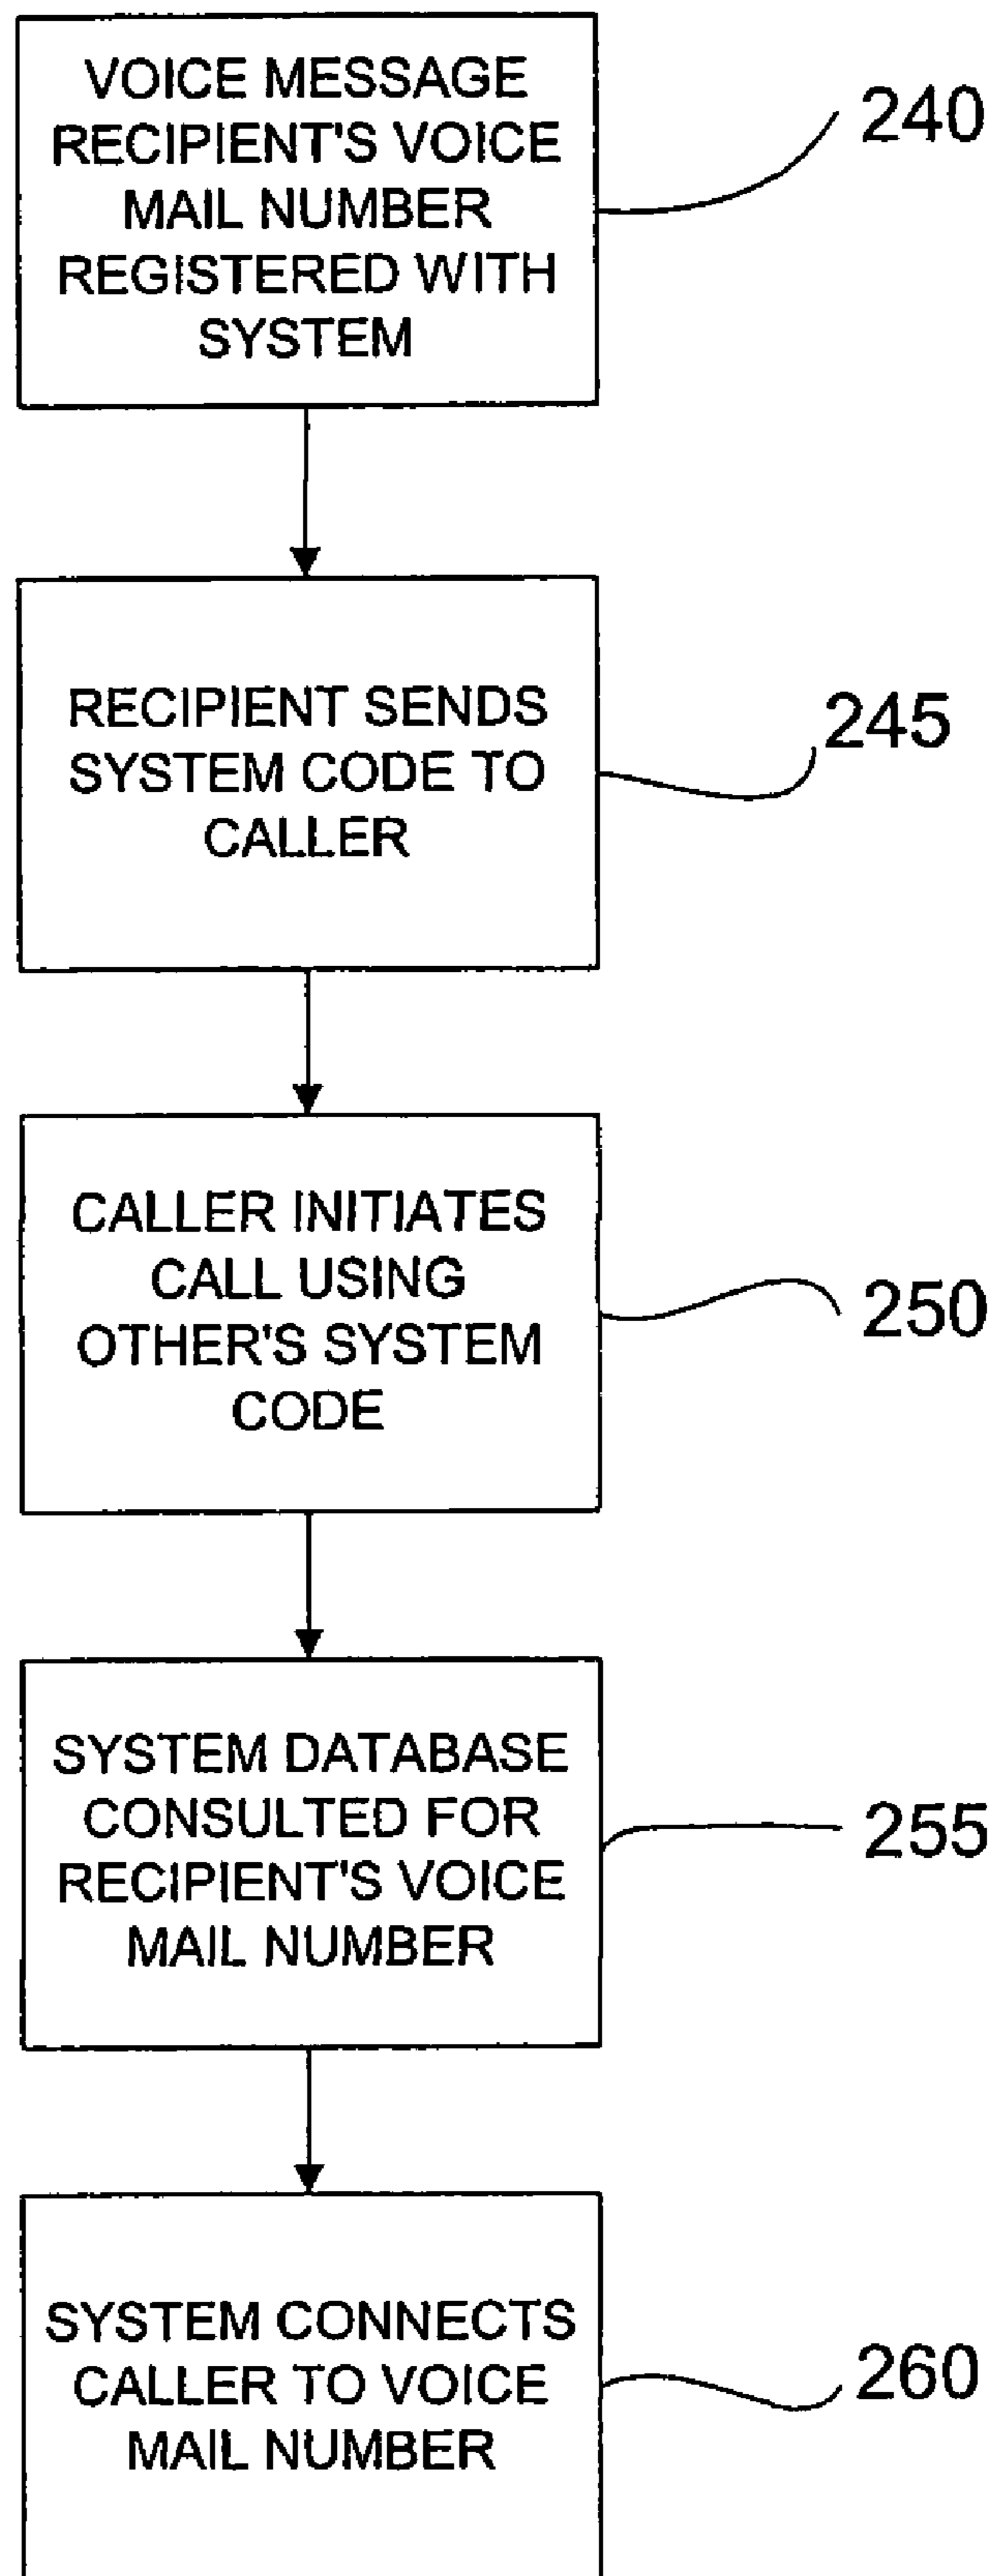 VOICE MESSAGE
RECIPIENT'S VOICE
MAIL NUMBER
REGISTERED WITH
SYSTEM
240
RECIPIENT SENDS
SYSTEM CODE TO
CALLER
245
CALLER INITIATES
CALL USING
OTHER'S SYSTEM
CODE
250
SYSTEM DATABASE
CONSULTED FOR
RECIPIENT'S VOICE
MAIL NUMBER
255
SYSTEM CONNECTS
CALLER TO VOICE
MAIL NUMBER
260